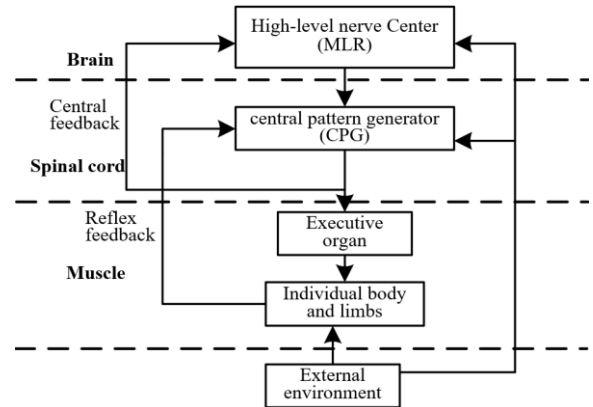 High-level nerve Center
(MLR)
Brain
Central
feedback
central pattern generator
(CPG)
Spinal cord
Reflex
feedback
Executive
organ
Muscle
Individual body
and limbs
External
environment